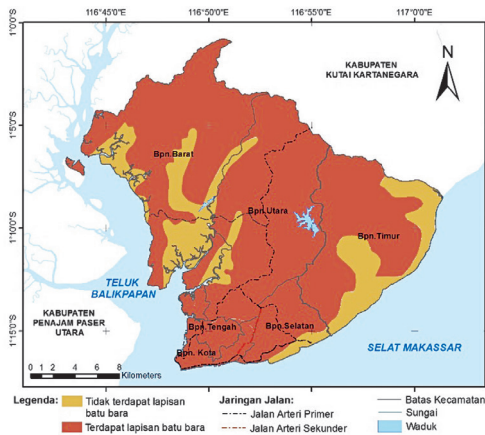 116°45'0"S 116°50'0"S 116°55'0"S 117°0'0"S
1°0'0"S
N
KABUPATEN
KUTAI KARTANEGARA
1°5'0"S
Bpn.Barat
Bpn.Utara
1°10'0"S
Bpn.Timur
TELUK
BALIKPAPAN
KABUPATEN
PENAJAM PASER
UTARA
Bpn.Tengah
Bpn.Selatan
1°15'0"S
Bpn. Kota
SELAT MAKASSAR
0 1 2 4 6 8
Kilometers
Legenda:
Tidak terdapat lapisan
batu bara
Terdapat lapisan batu bara
Jaringan Jalan:
Jalan Arteri Primer
Jalan Arteri Sekunder
Batas Kecamatan
Sungai
Waduk